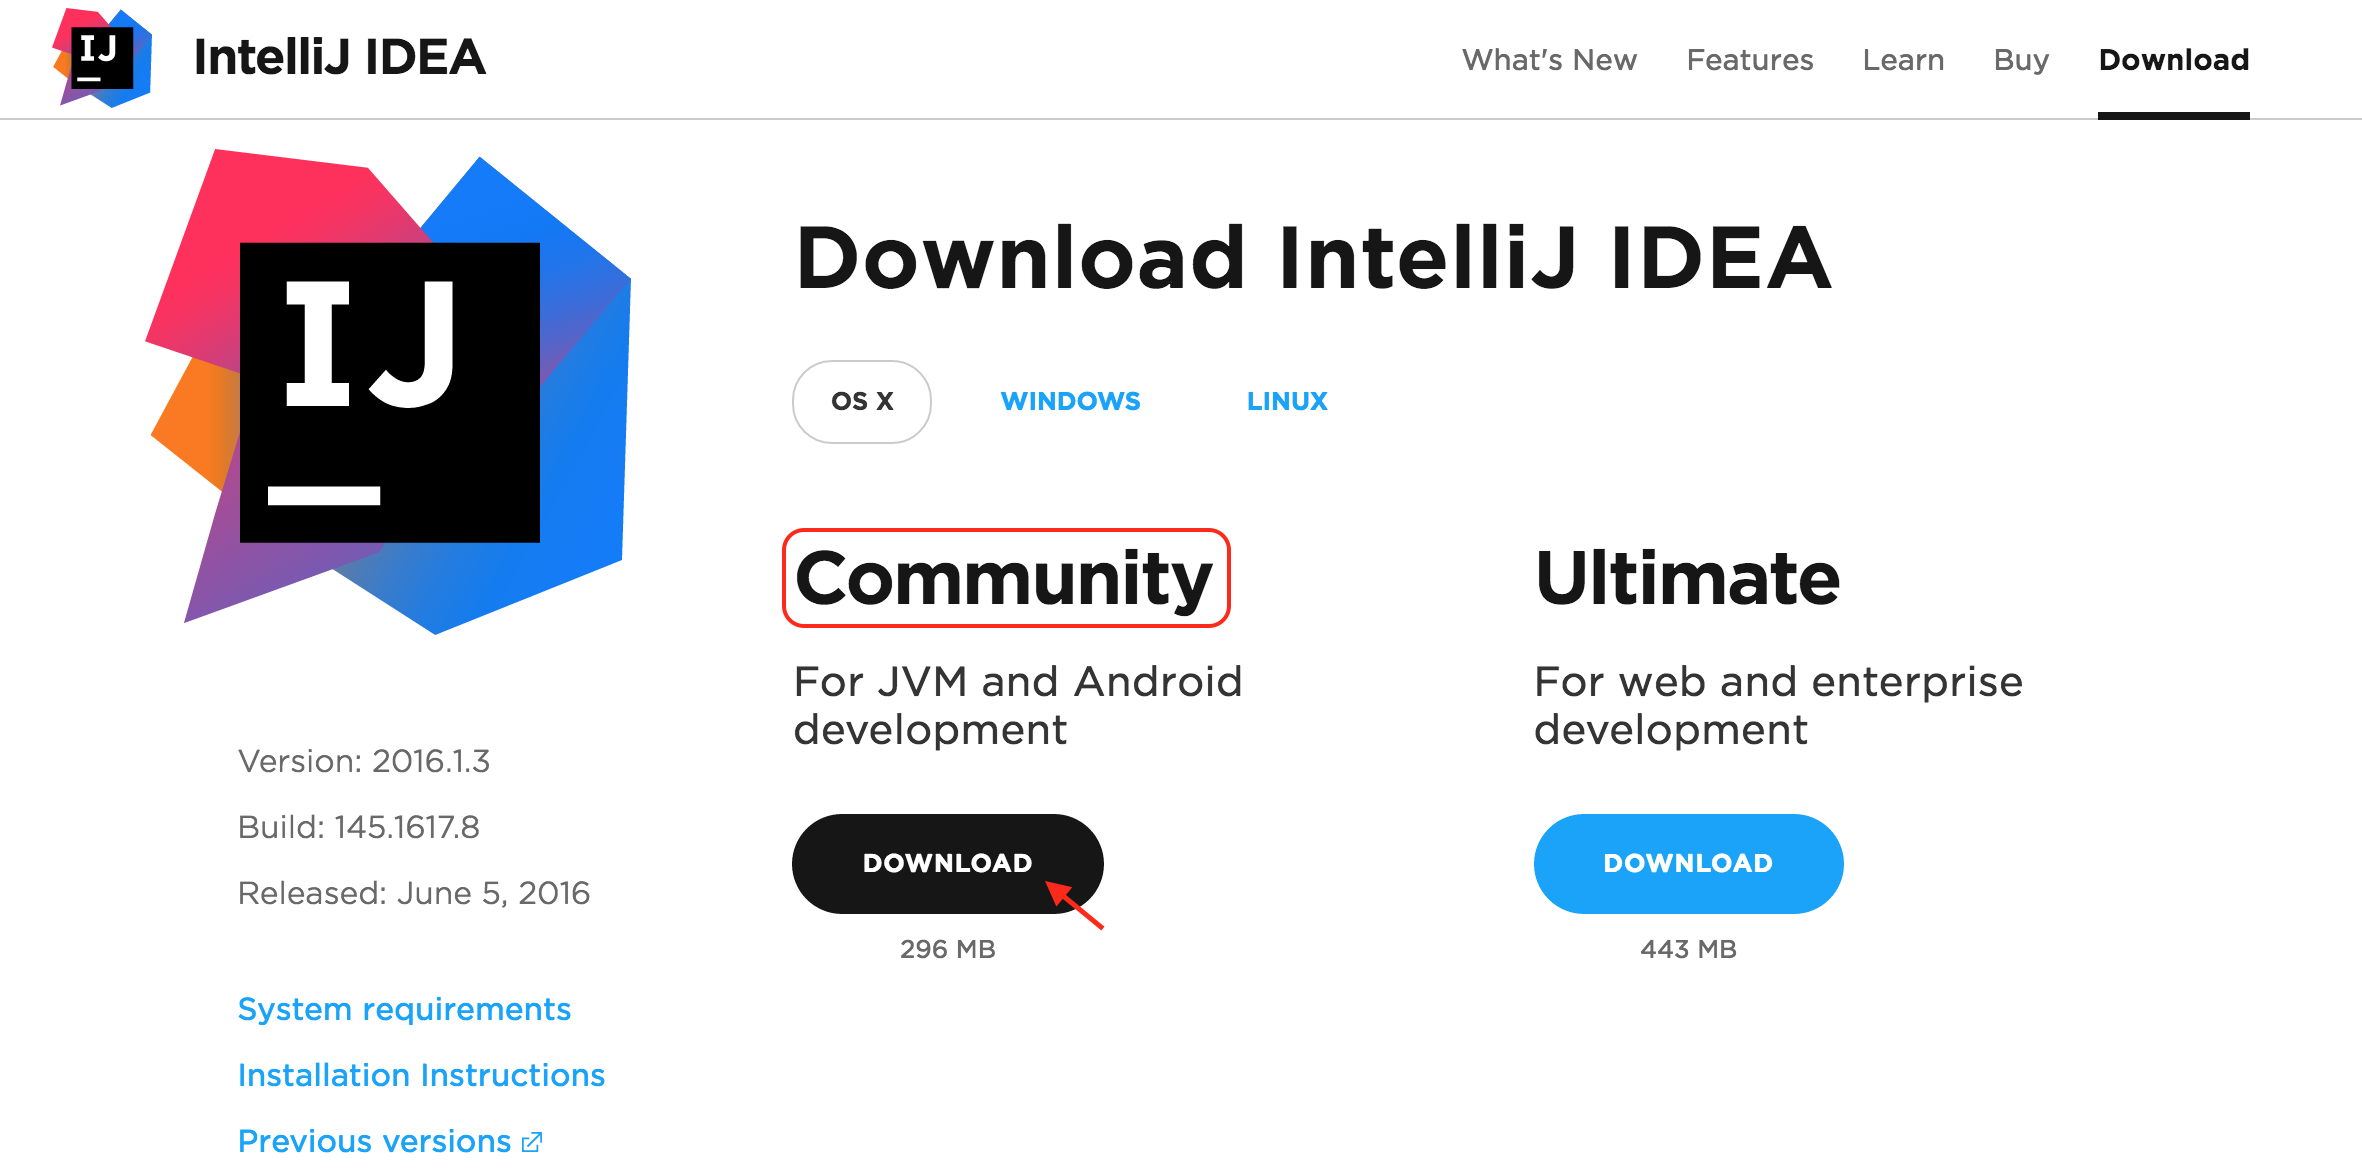 IJ
IntelliJ IDEA
What's New
Features
Learn
Buy
Download
IJ
Download IntelliJ IDEA
OS X
WINDOWS
LINUX
Community
Ultimate
For JVM and Android
development
For web and enterprise
development
DOWNLOAD
DOWNLOAD
296 MB
443 MB
Version: 2016.1.3
Build: 145.1617.8
Released: June 5, 2016
System requirements
Installation Instructions
Previous versions